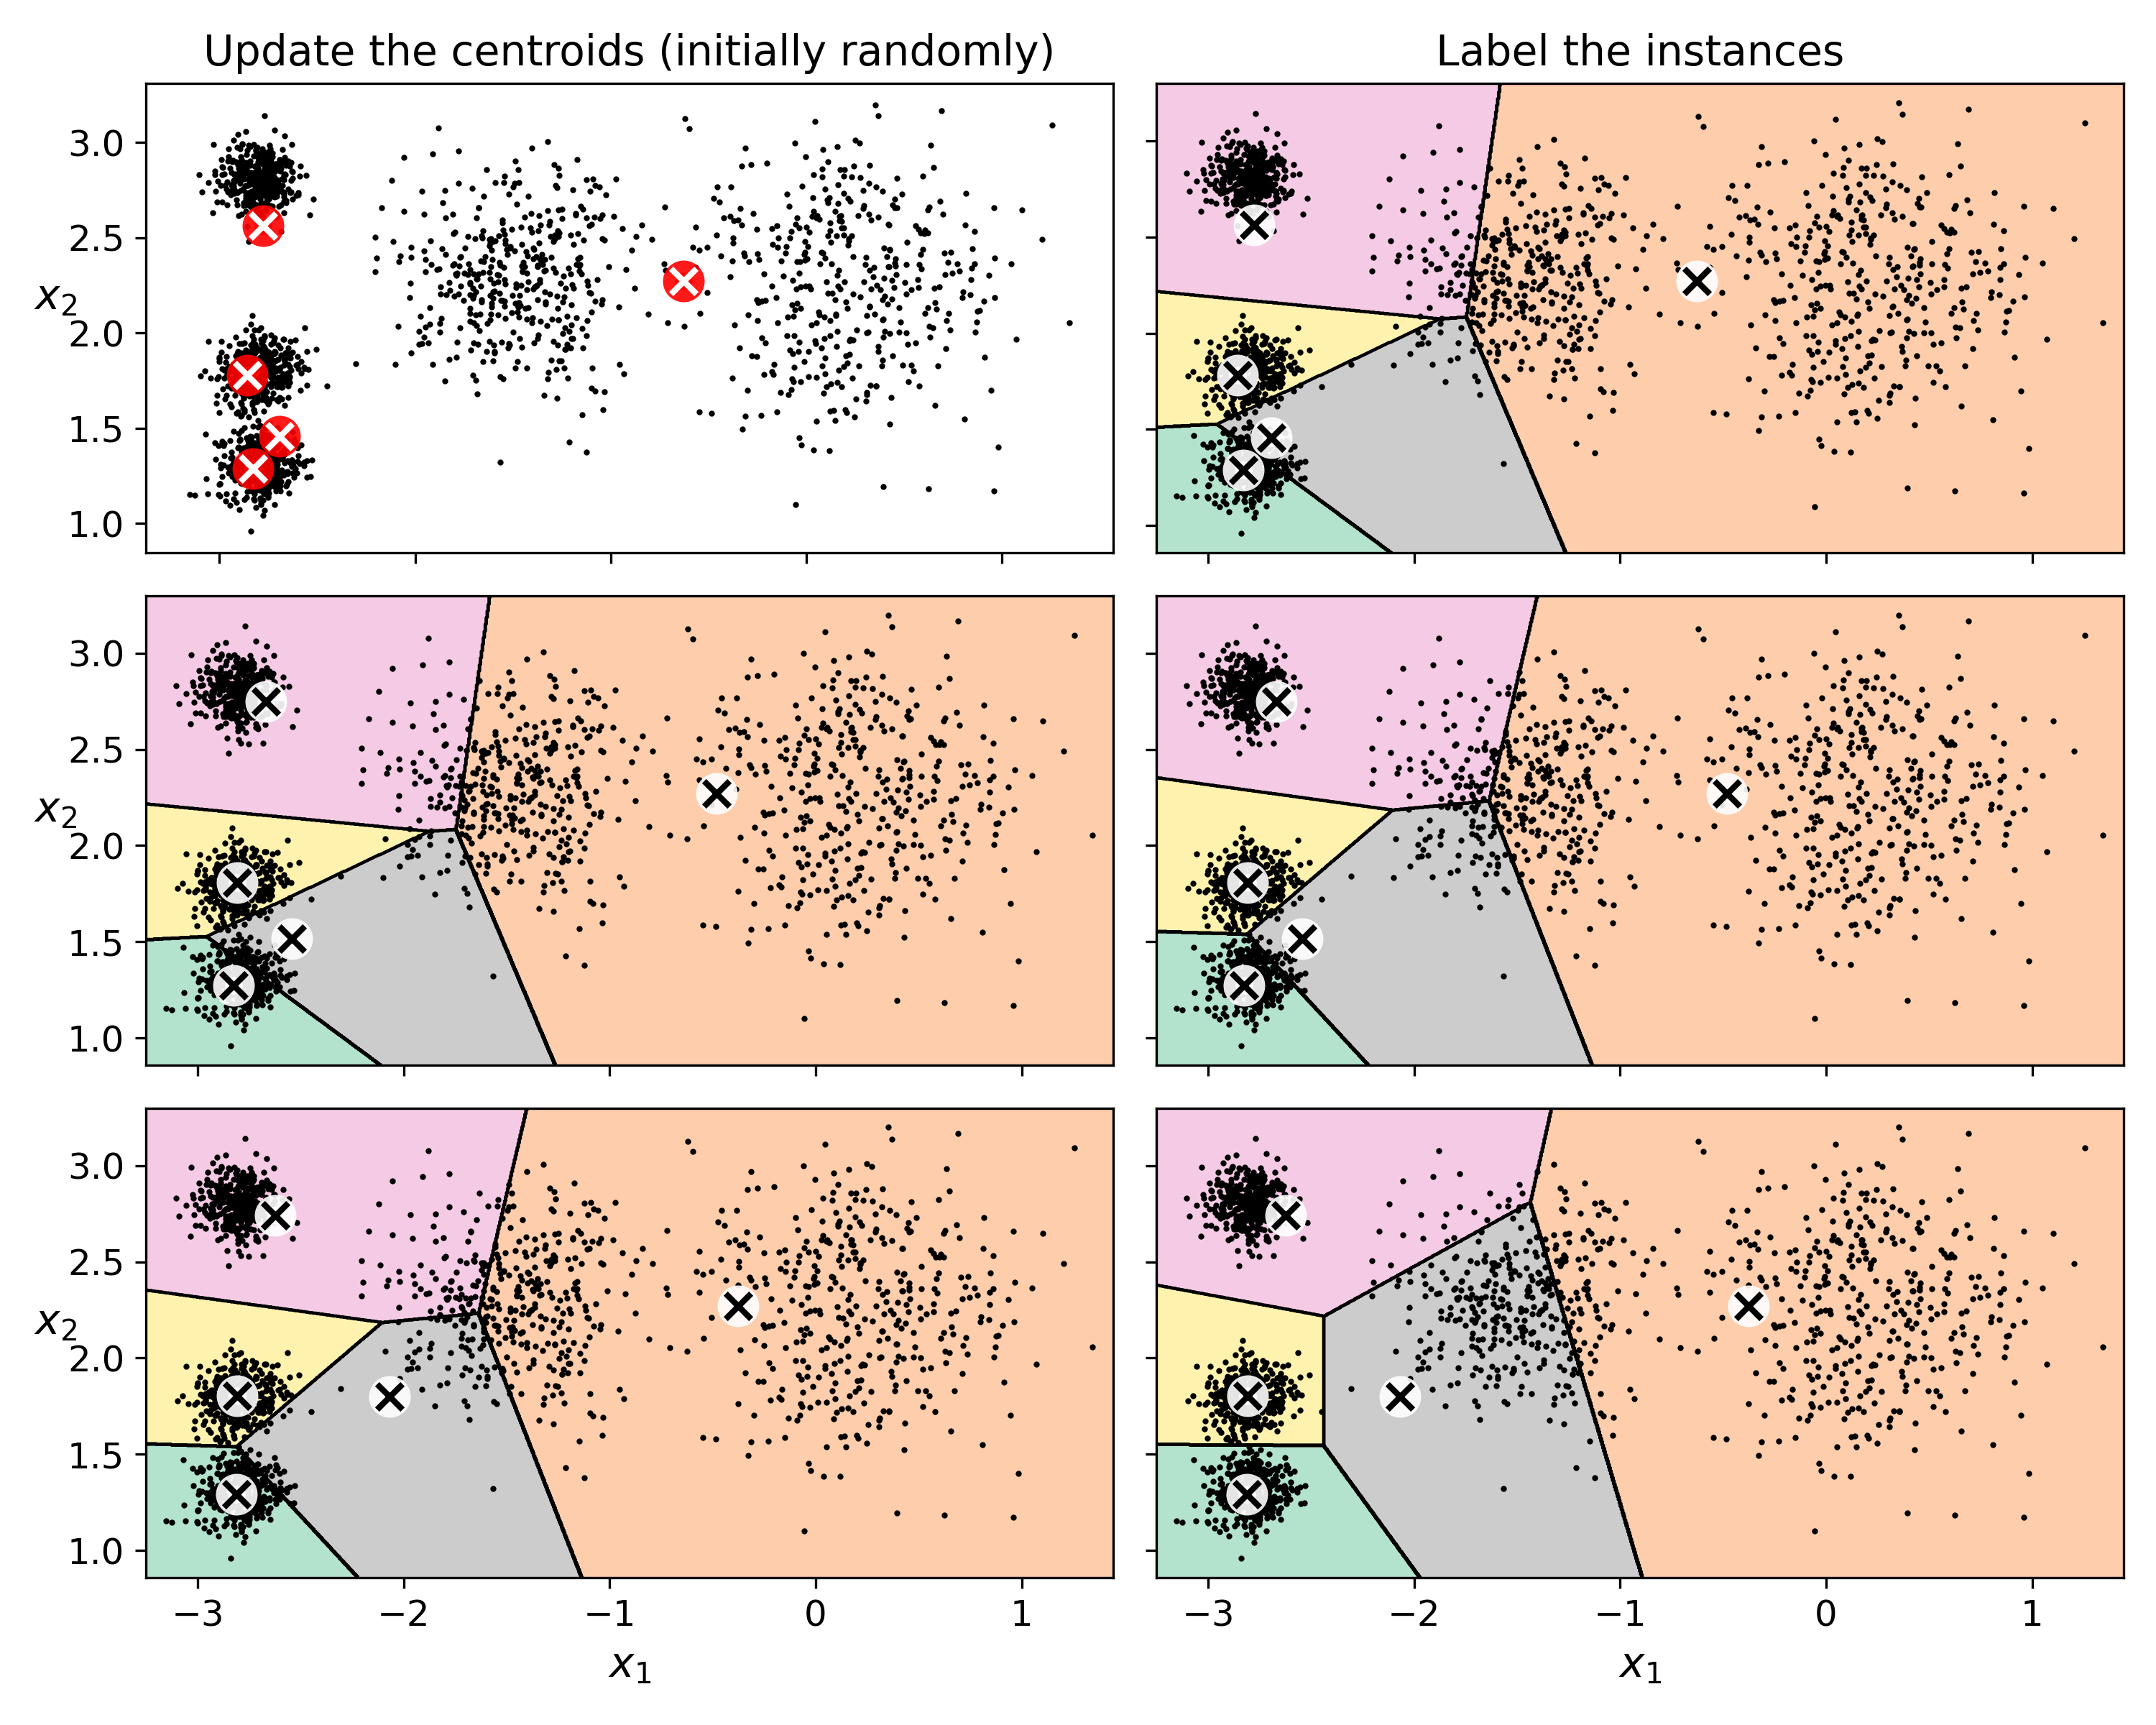 Update the centroids (initially randomly)
Label the instances
3.0
2.5
x₂
2.0
1.5
1.0
3.0
2.5
x₂
2.0
1.5
1.0
3.0
2.5
x₂
2.0
1.5
1.0
−3 −2 −1 0 1
−3 −2 −1 0 1
x₁
x₁